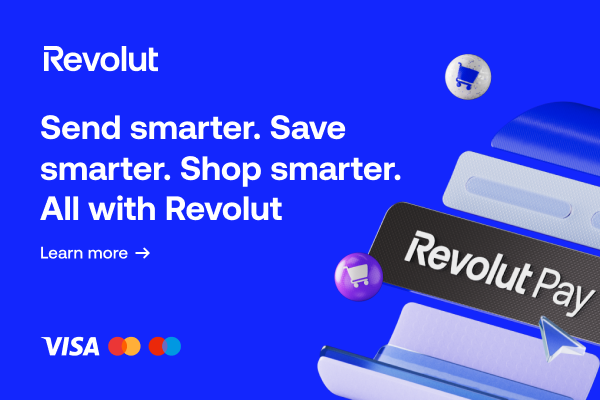 Revolut
Send smarter. Save
smarter. Shop smarter.
All with Revolut
Learn more →
Revolut Pay
VISA